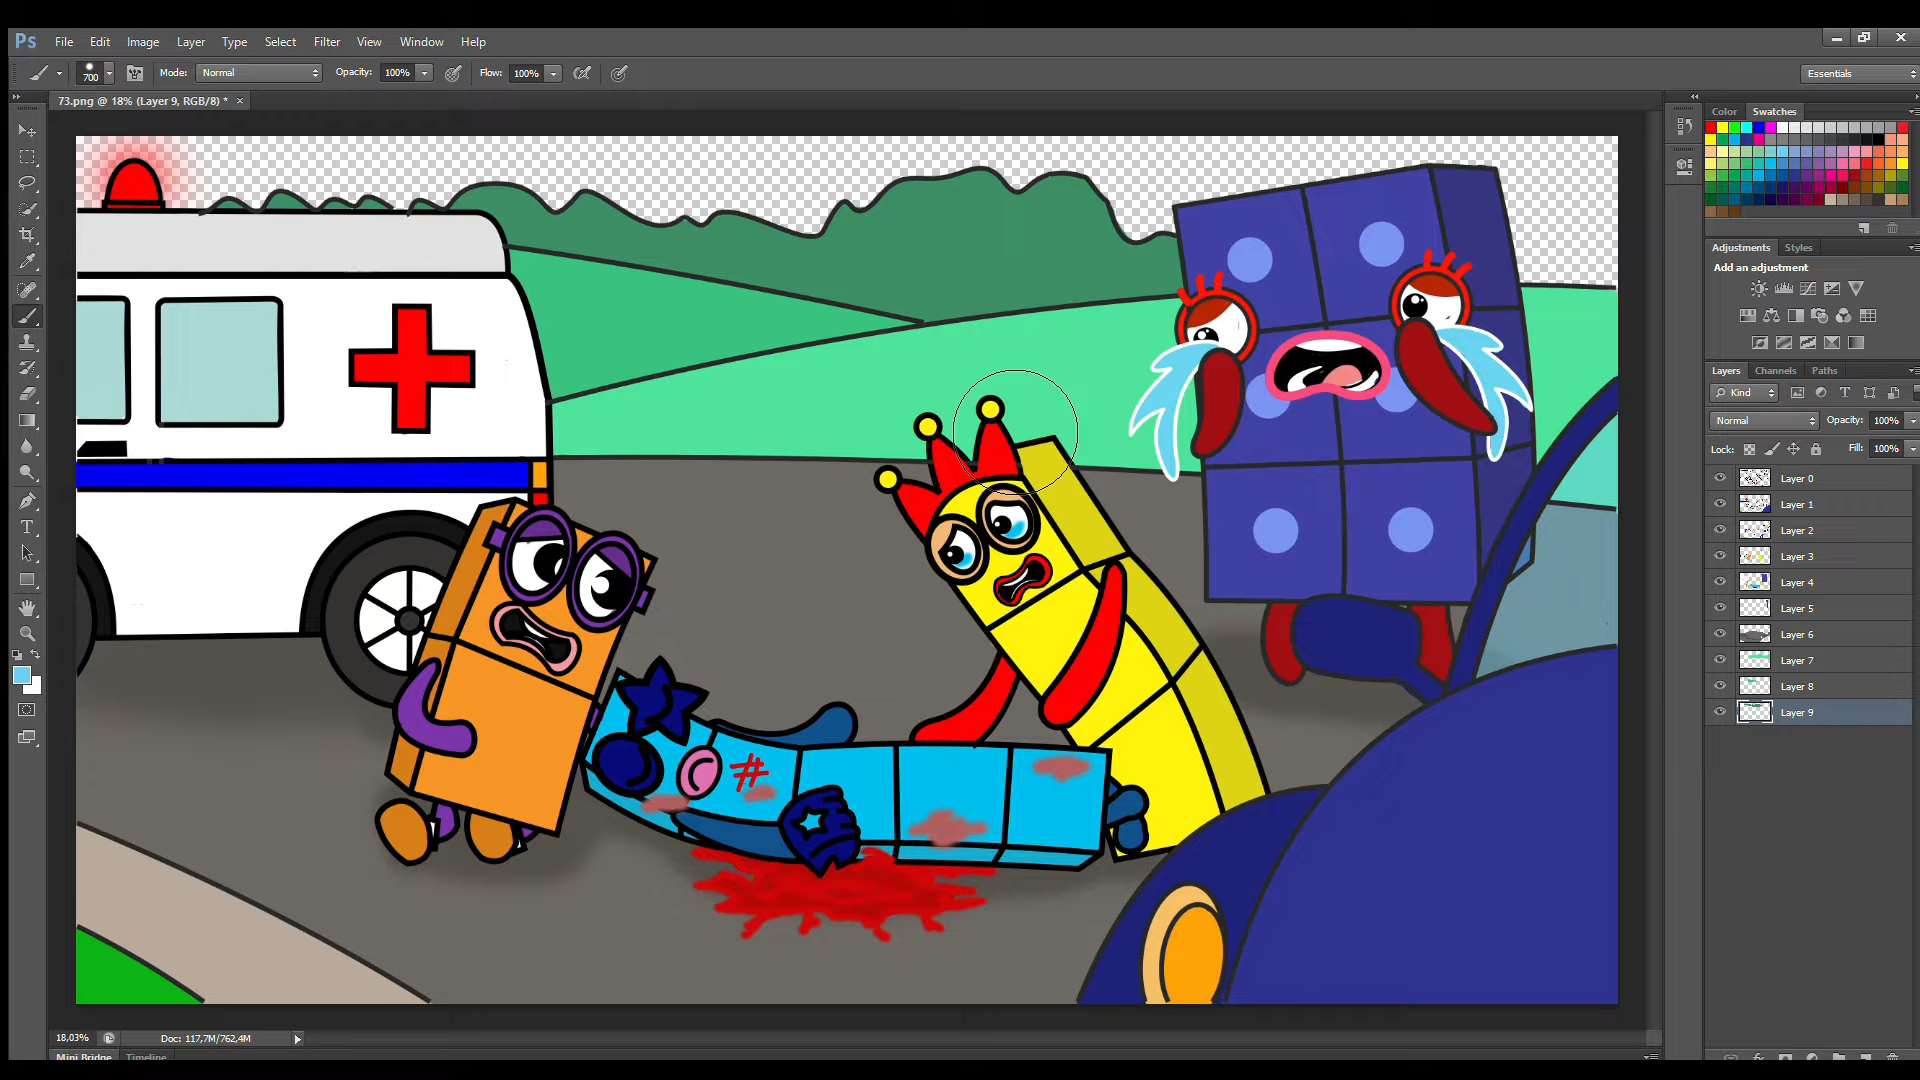 Ps File Edit Image Layer Type Select Filter View Window Help
700 Mode: Normal Opacity: 100% Flow: 100% Essentials
73.png @ 18% (Layer 9, RGB/8) * ×
Color Swatches
Adjustments Styles
Add an adjustment
Layers Channels Paths
Kind
Normal Opacity: 100%
Lock: Fill: 100%
Layer 0
Layer 1
Layer 2
Layer 3
Layer 4
Layer 5
Layer 6
Layer 7
Layer 8
Layer 9
#
18,03% Doc: 117,7M/762,4M
Mini Bridge Timeline